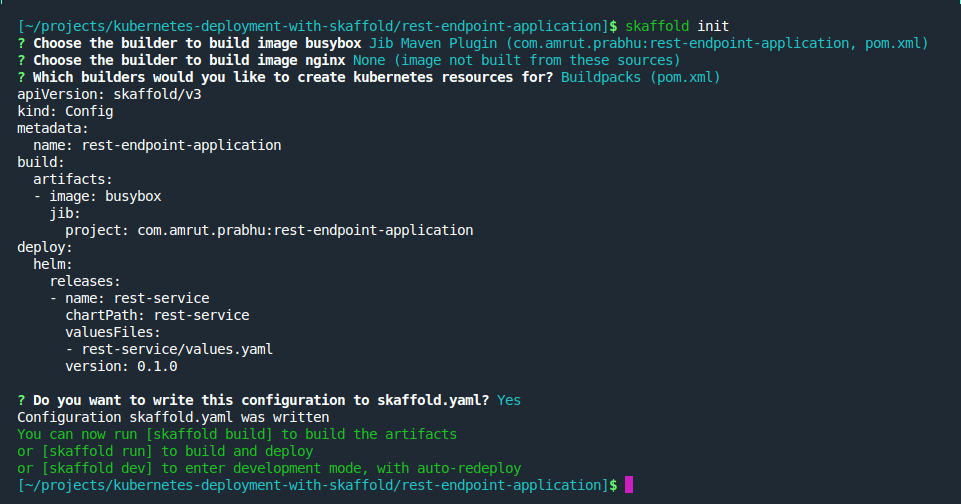 [~/projects/kubernetes-deployment-with-skaffold/rest-endpoint-application]$ skaffold init
? Choose the builder to build image busybox Jib Maven Plugin (com.amrut.prabhu:rest-endpoint-application, pom.xml)
? Choose the builder to build image nginx None (image not built from these sources)
? Which builders would you like to create kubernetes resources for? Buildpacks (pom.xml)
apiVersion: skaffold/v3
kind: Config
metadata:
  name: rest-endpoint-application
build:
  artifacts:
  - image: busybox
    jib:
      project: com.amrut.prabhu:rest-endpoint-application
deploy:
  helm:
    releases:
    - name: rest-service
      chartPath: rest-service
      valuesFiles:
      - rest-service/values.yaml
      version: 0.1.0

? Do you want to write this configuration to skaffold.yaml? Yes
Configuration skaffold.yaml was written
You can now run [skaffold build] to build the artifacts
or [skaffold run] to build and deploy
or [skaffold dev] to enter development mode, with auto-redeploy
[~/projects/kubernetes-deployment-with-skaffold/rest-endpoint-application]$